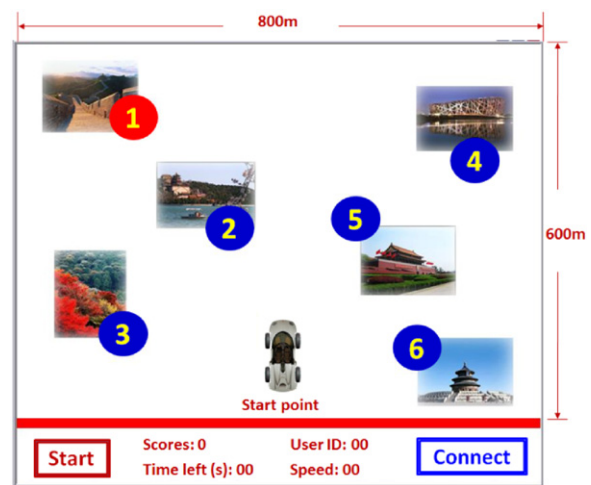 800m
1
4
2
5
600m
3
6
Start point
Start
Scores: 0
User ID: 00
Time left (s): 00
Speed: 00
Connect